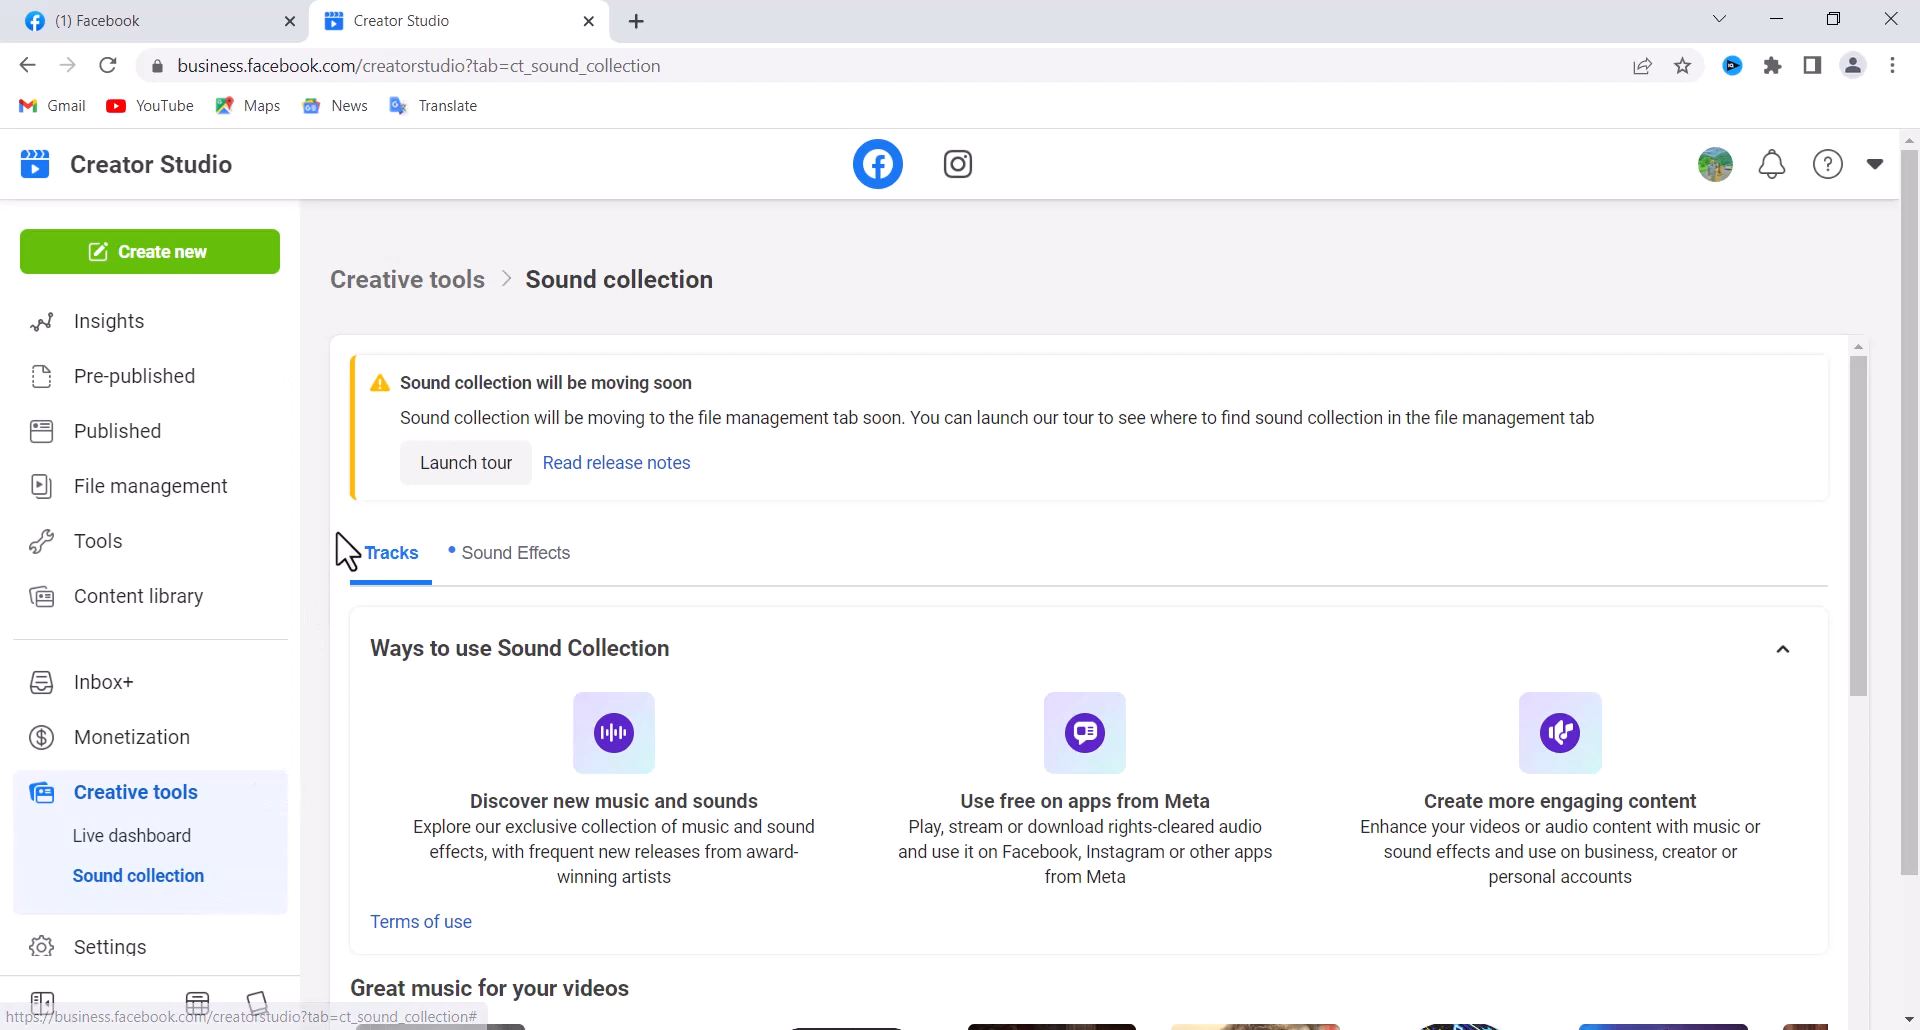 (1) Facebook
Creator Studio
business.facebook.com/creatorstudio?tab=ct_sound_collection
Gmail
YouTube
Maps
News
Translate
Creator Studio
Create new
Insights
Pre-published
Published
File management
Tools
Content library
Inbox+
Monetization
Creative tools
Live dashboard
Sound collection
Settings
https://business.facebook.com/creatorstudio?tab=ct_sound_collection#
Creative tools > Sound collection
Sound collection will be moving soon
Sound collection will be moving to the file management tab soon. You can launch our tour to see where to find sound collection in the file management tab
Launch tour
Read release notes
Tracks
• Sound Effects
Ways to use Sound Collection
Discover new music and sounds
Explore our exclusive collection of music and sound
effects, with frequent new releases from award-
winning artists
Use free on apps from Meta
Play, stream or download rights-cleared audio
and use it on Facebook, Instagram or other apps
from Meta
Create more engaging content
Enhance your videos or audio content with music or
sound effects and use on business, creator or
personal accounts
Terms of use
Great music for your videos